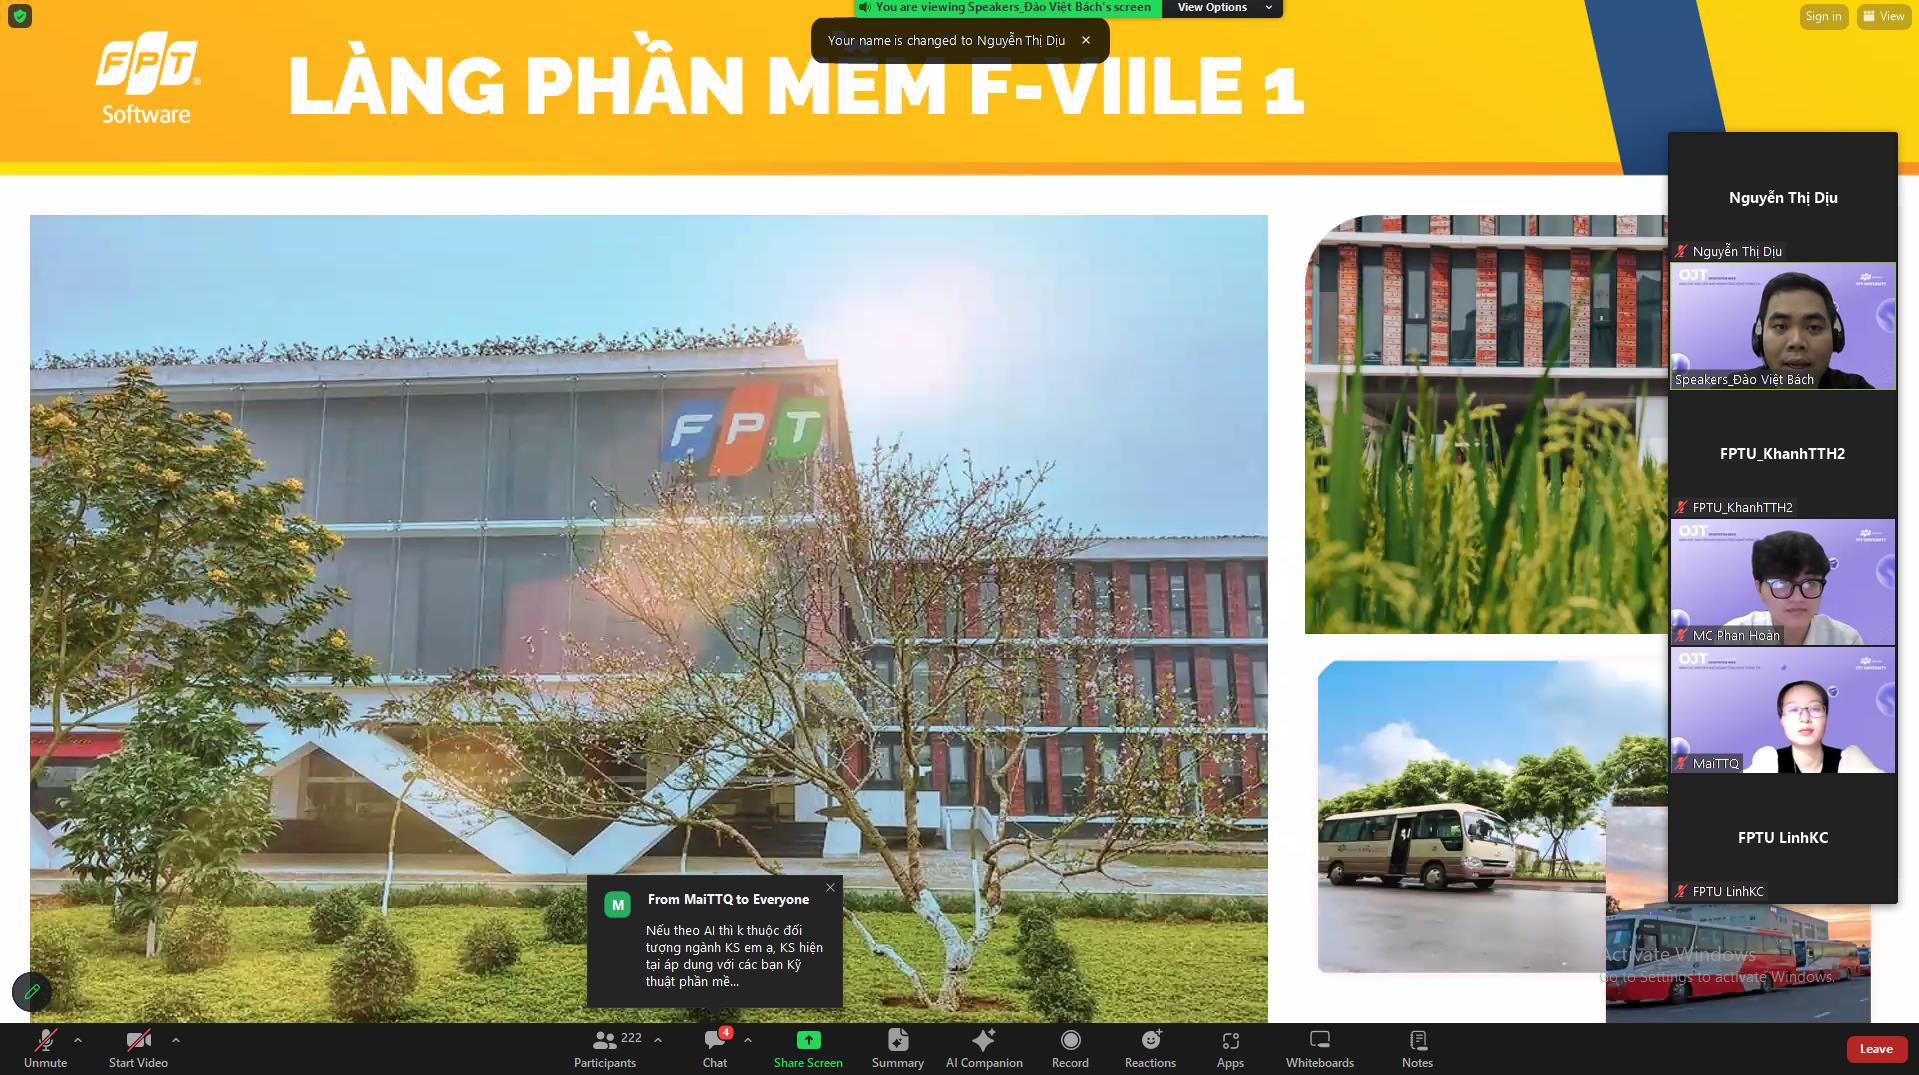 You are viewing Speakers_Đào Việt Bách's screen
View Options
Sign in
View
Your name is changed to Nguyễn Thị Dịu
FPT
Software
LÀNG PHẦN MỀM F-VIILE 1
FPT
Nguyễn Thị Dịu
Nguyễn Thị Dịu
OJT
Speakers_Đào Việt Bách
FPTU_KhanhTTH2
FPTU_KhanhTTH2
OJT
MC Phan Hoàn
OJT
MaiTTQ
FPTU LinhKC
FPTU LinhKC
M
From MaiTTQ to Everyone
Nếu theo AI thì k thuộc đối
tượng ngành KS em ạ, KS hiện
tại áp dụng với các bạn Kỹ
thuật phần mề...
Activate Windows
Go to Settings to activate Windows.
Unmute
Start Video
222
Participants
4
Chat
Share Screen
Summary
AI Companion
Record
Reactions
Apps
Whiteboards
Notes
Leave